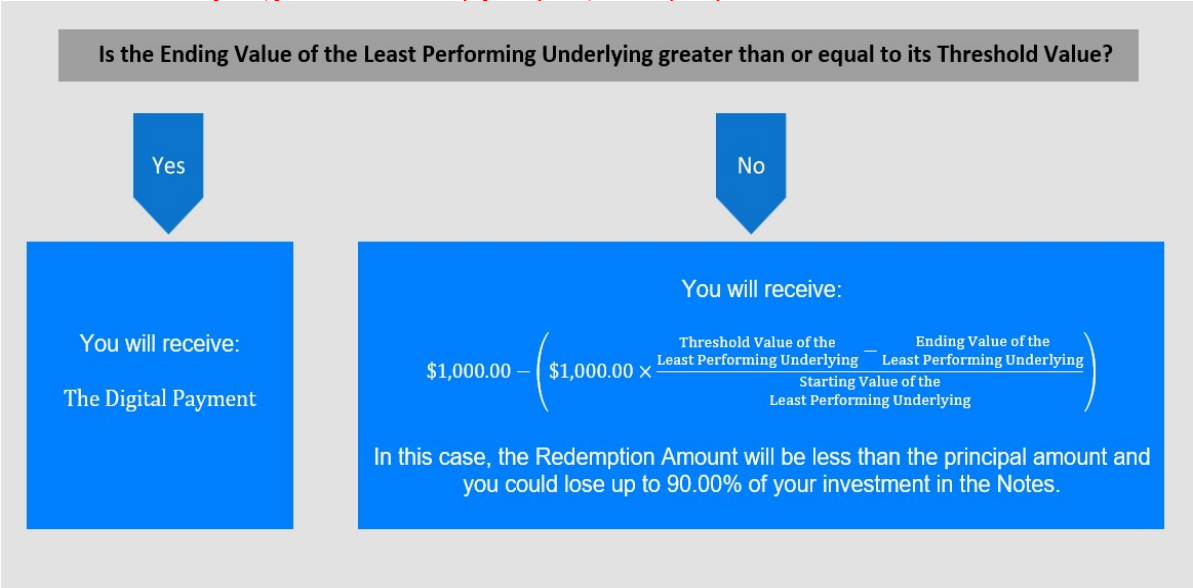 Is the Ending Value of the Least Performing Underlying greater than or equal to its Threshold Value?
Yes
No
You will receive:
The Digital Payment
You will receive:
$1,000.00 − ($1,000.00 × (Threshold Value of the Least Performing Underlying − Ending Value of the Least Performing Underlying) / Starting Value of the Least Performing Underlying)
In this case, the Redemption Amount will be less than the principal amount and
you could lose up to 90.00% of your investment in the Notes.